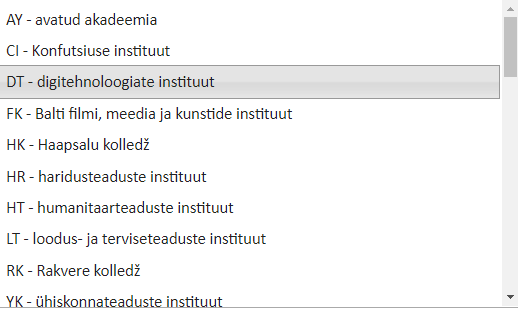 AY - avatud akadeemia
CI - Konfutsiuse instituut
DT - digitehnoloogiate instituut
FK - Balti filmi, meedia ja kunstide instituut
HK - Haapsalu kolledž
HR - haridusteaduste instituut
HT - humanitaarteaduste instituut
LT - loodus- ja terviseteaduste instituut
RK - Rakvere kolledž
YK - ühiskonnateaduste instituut